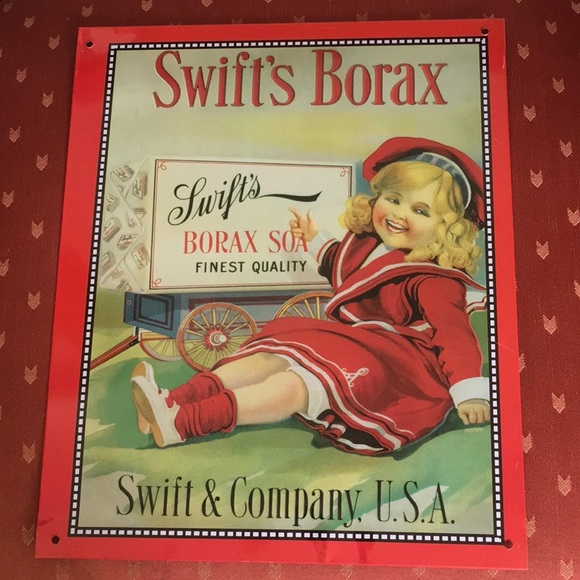 Swift's Borax
Swift's
BORAX SOA
FINEST QUALITY
Swift & Company, U.S.A.